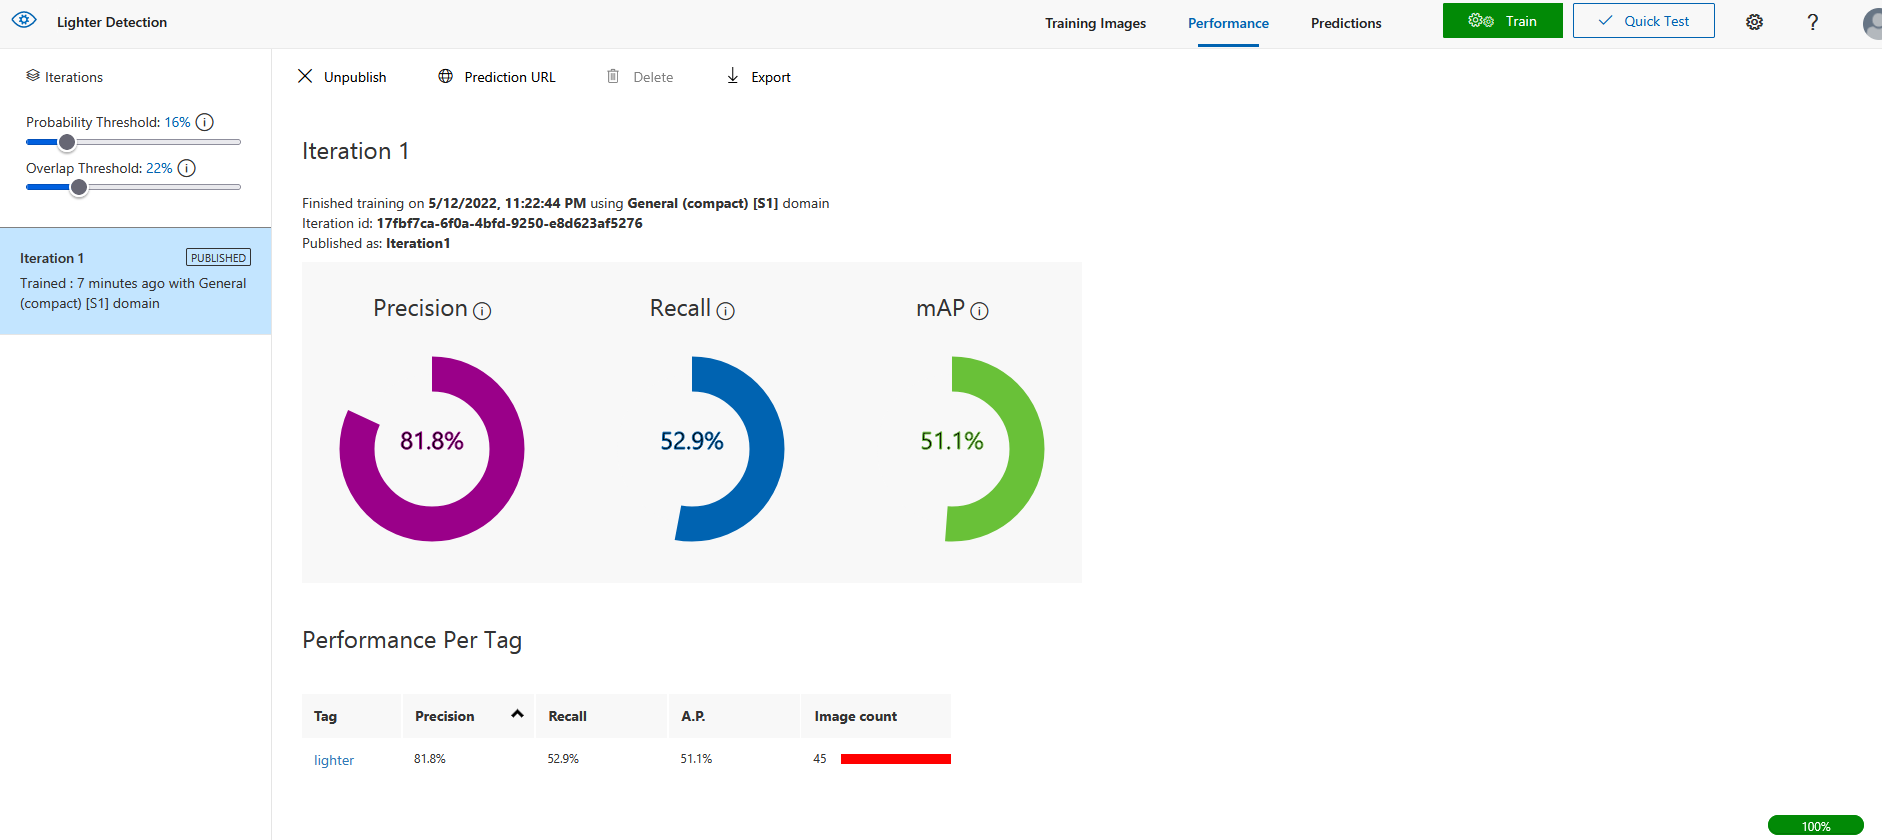 Lighter Detection
Training Images
Performance
Predictions
Train
Quick Test
?
Iterations
Probability Threshold: 16%
Overlap Threshold: 22%
Iteration 1
PUBLISHED
Trained : 7 minutes ago with General
(compact) [S1] domain
Unpublish
Prediction URL
Delete
Export
Iteration 1
Finished training on 5/12/2022, 11:22:44 PM using General (compact) [S1] domain
Iteration id: 17fbf7ca-6f0a-4bfd-9250-e8d623af5276
Published as: Iteration1
Precision
Recall
mAP
81.8%
52.9%
51.1%
Performance Per Tag
Tag Precision Recall A.P. Image count
lighter 81.8% 52.9% 51.1% 45
100%